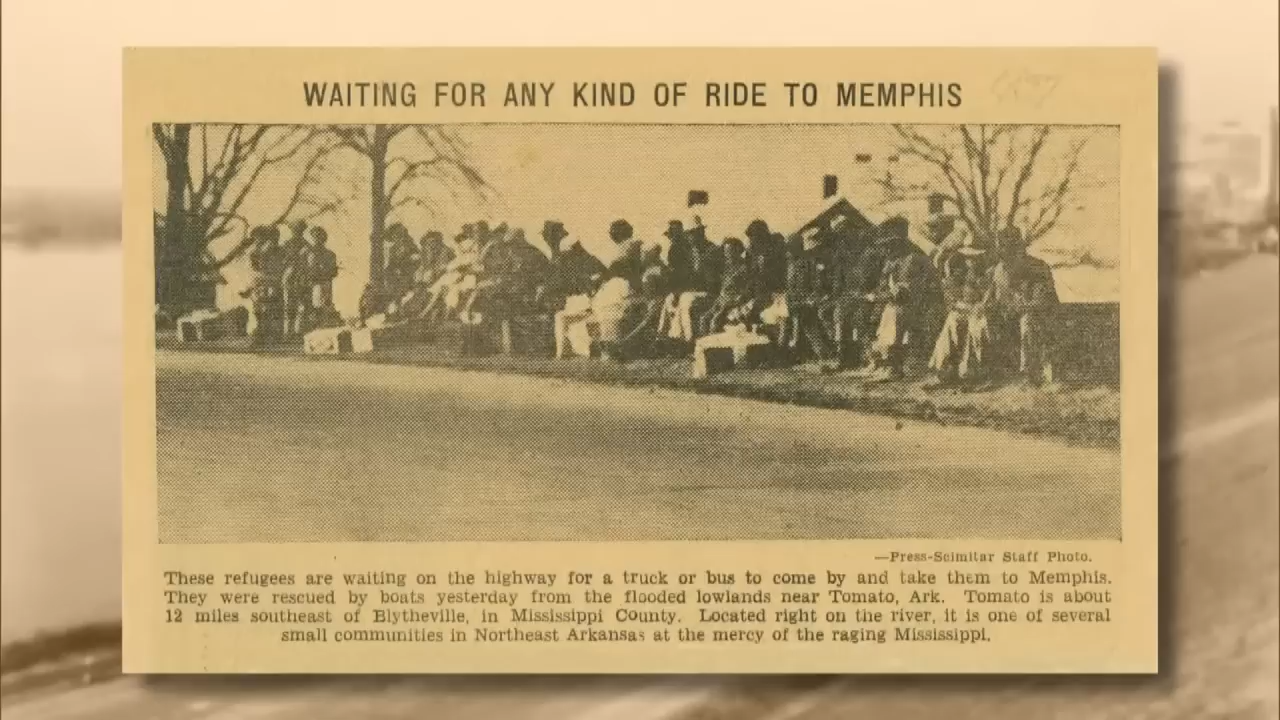 WAITING FOR ANY KIND OF RIDE TO MEMPHIS
—Press-Scimitar Staff Photo.
These refugees are waiting on the highway for a truck or bus to come by and take them to Memphis.
They were rescued by boats yesterday from the flooded lowlands near Tomato, Ark. Tomato is about
12 miles southeast of Blytheville, in Mississippi County. Located right on the river, it is one of several
small communities in Northeast Arkansas at the mercy of the raging Mississippi.